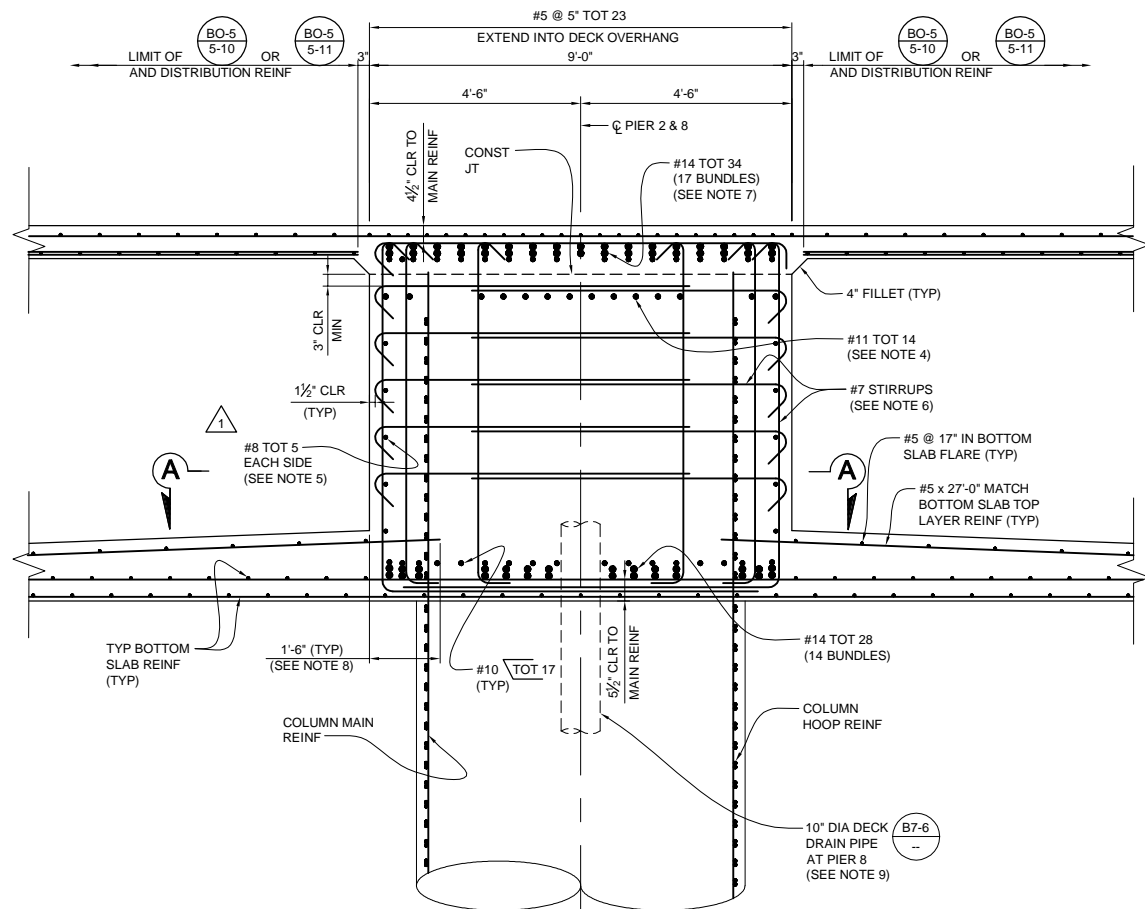 #5 @ 5" TOT 23
EXTEND INTO DECK OVERHANG
BO-5
5-10
BO-5
5-11
LIMIT OF
OR
AND DISTRIBUTION REINF
3"
9'-0"
3"
BO-5
5-10
BO-5
5-11
LIMIT OF
OR
AND DISTRIBUTION REINF
4'-6"
4'-6"
℄ PIER 2 & 8
4½" CLR TO
MAIN REINF
CONST
JT
#14 TOT 34
(17 BUNDLES)
(SEE NOTE 7)
3" CLR
MIN
4" FILLET (TYP)
#11 TOT 14
(SEE NOTE 4)
1½" CLR
(TYP)
#7 STIRRUPS
(SEE NOTE 6)
1
#8 TOT 5
EACH SIDE
(SEE NOTE 5)
A
A
#5 @ 17" IN BOTTOM
SLAB FLARE (TYP)
#5 x 27'-0" MATCH
BOTTOM SLAB TOP
LAYER REINF (TYP)
TYP BOTTOM
SLAB REINF
(TYP)
1'-6" (TYP)
(SEE NOTE 8)
#10 TOT 17
(TYP)
5½" CLR TO
MAIN REINF
#14 TOT 28
(14 BUNDLES)
COLUMN MAIN
REINF
COLUMN
HOOP REINF
10" DIA DECK
DRAIN PIPE
AT PIER 8
(SEE NOTE 9)
B7-6
--